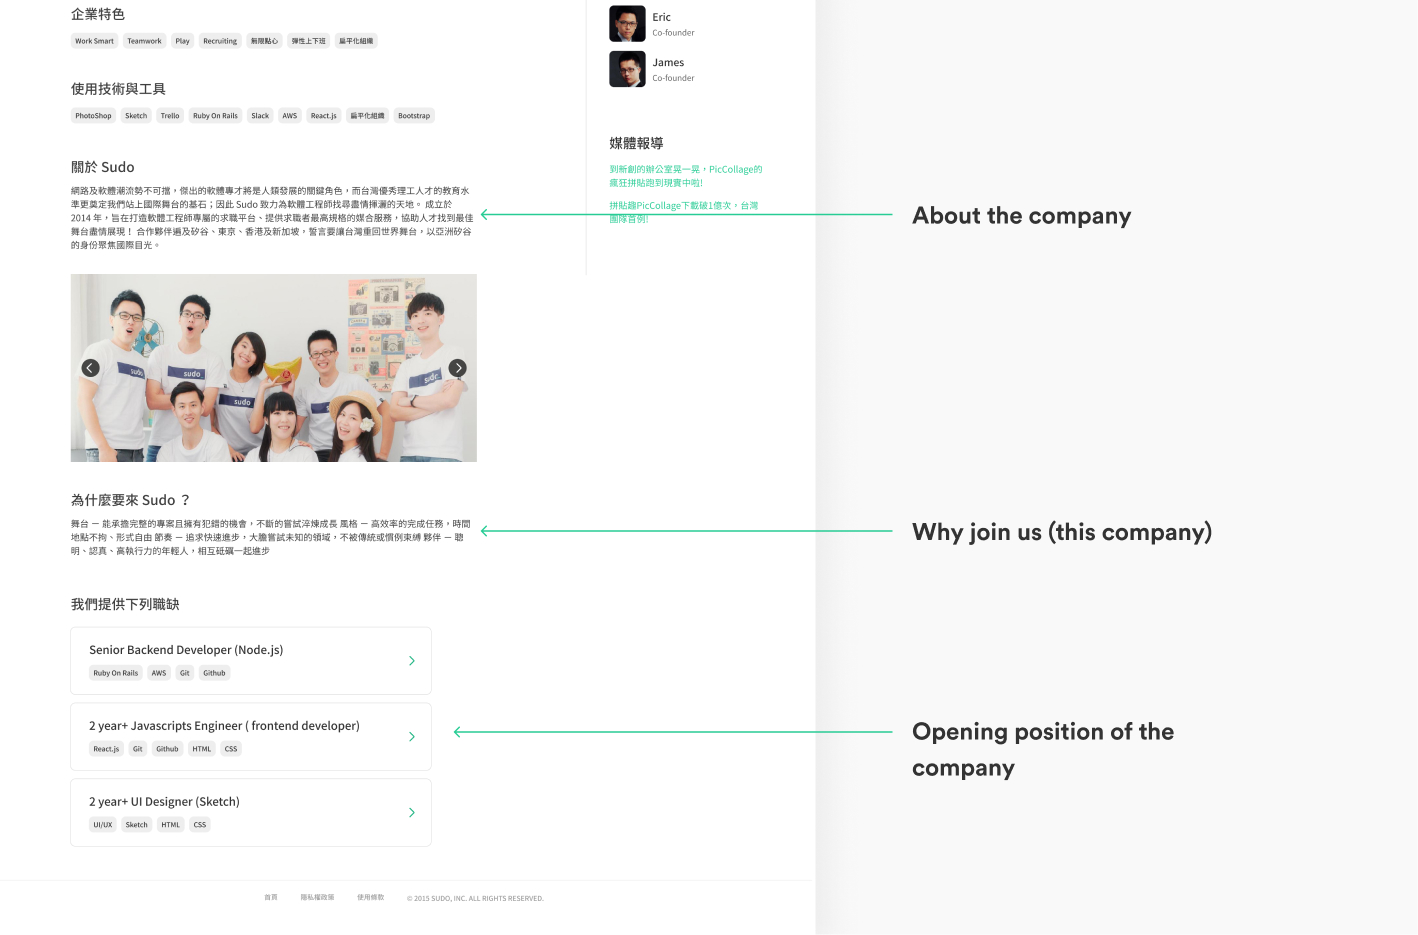 企業特色
Work Smart Teamwork Play Recruiting 無限點心 彈性上下班 扁平化組織
使用技術與工具
PhotoShop Sketch Trello Ruby On Rails Slack AWS React.js 扁平化組織 Bootstrap
關於 Sudo
網路及軟體潮流勢不可擋，傑出的軟體專才將是人類發展的關鍵角色，而台灣優秀理工人才的教育水
準更奠定我們站上國際舞台的基石；因此 Sudo 致力為軟體工程師找尋盡情揮灑的天地。 成立於
2014 年，旨在打造軟體工程師專屬的求職平台、提供求職者最高規格的媒合服務，協助人才找到最佳
舞台盡情展現！ 合作夥伴遍及矽谷、東京、香港及新加坡，誓言要讓台灣重回世界舞台，以亞洲矽谷
的身份聚焦國際目光。
sudo
sudo
sudo
sudo
為什麼要來 Sudo ？
舞台 — 能承擔完整的專案且擁有犯錯的機會，不斷的嘗試淬煉成長 風格 — 高效率的完成任務，時間
地點不拘、形式自由 節奏 — 追求快速進步，大膽嘗試未知的領域，不被傳統或慣例束縛 夥伴 — 聰
明、認真、高執行力的年輕人，相互砥礪一起進步
我們提供下列職缺
Senior Backend Developer (Node.js)
Ruby On Rails AWS Git Github
2 year+ Javascripts Engineer ( frontend developer)
React.js Git Github HTML CSS
2 year+ UI Designer (Sketch)
UI/UX Sketch HTML CSS
Eric
Co-founder
James
Co-founder
媒體報導
到新創的辦公室晃一晃，PicCollage的
瘋狂拼貼跑到現實中啦!
拼貼趣PicCollage下載破1億次，台灣
團隊首例!
About the company
Why join us (this company)
Opening position of the
company
首頁 隱私權政策 使用條款 © 2015 SUDO, INC. ALL RIGHTS RESERVED.